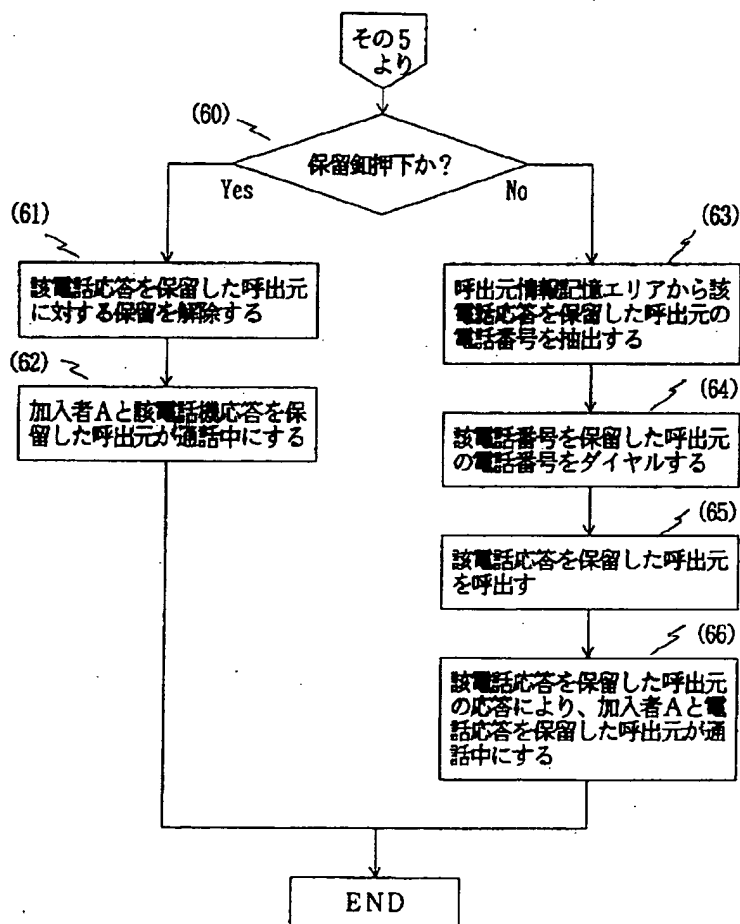 その5
より
(60)
保留釦押下か?
Yes
No
(61)
該電話応答を保留した呼出元
に対する保留を解除する
(62)
加入者Aと該電話機応答を保
留した呼出元が通話中にする
(63)
呼出元情報記憶エリアから該
電話応答を保留した呼出元の
電話番号を抽出する
(64)
該電話番号を保留した呼出元
の電話番号をダイヤルする
(65)
該電話応答を保留した呼出元
を呼出す
(66)
該電話応答を保留した呼出元
の応答により、加入者Aと電
話応答を保留した呼出元が通
話中にする
END